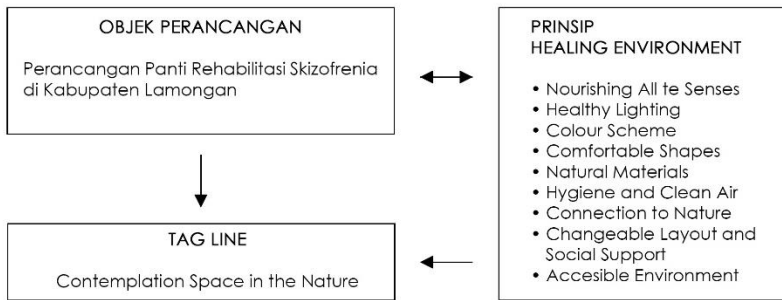 OBJEK PERANCANGAN
Perancangan Panti Rehabilitasi Skizofrenia
di Kabupaten Lamongan
TAG LINE
Contemplation Space in the Nature
PRINSIP
HEALING ENVIRONMENT
• Nourishing All te Senses
• Healthy Lighting
• Colour Scheme
• Comfortable Shapes
• Natural Materials
• Hygiene and Clean Air
• Connection to Nature
• Changeable Layout and
Social Support
• Accesible Environment